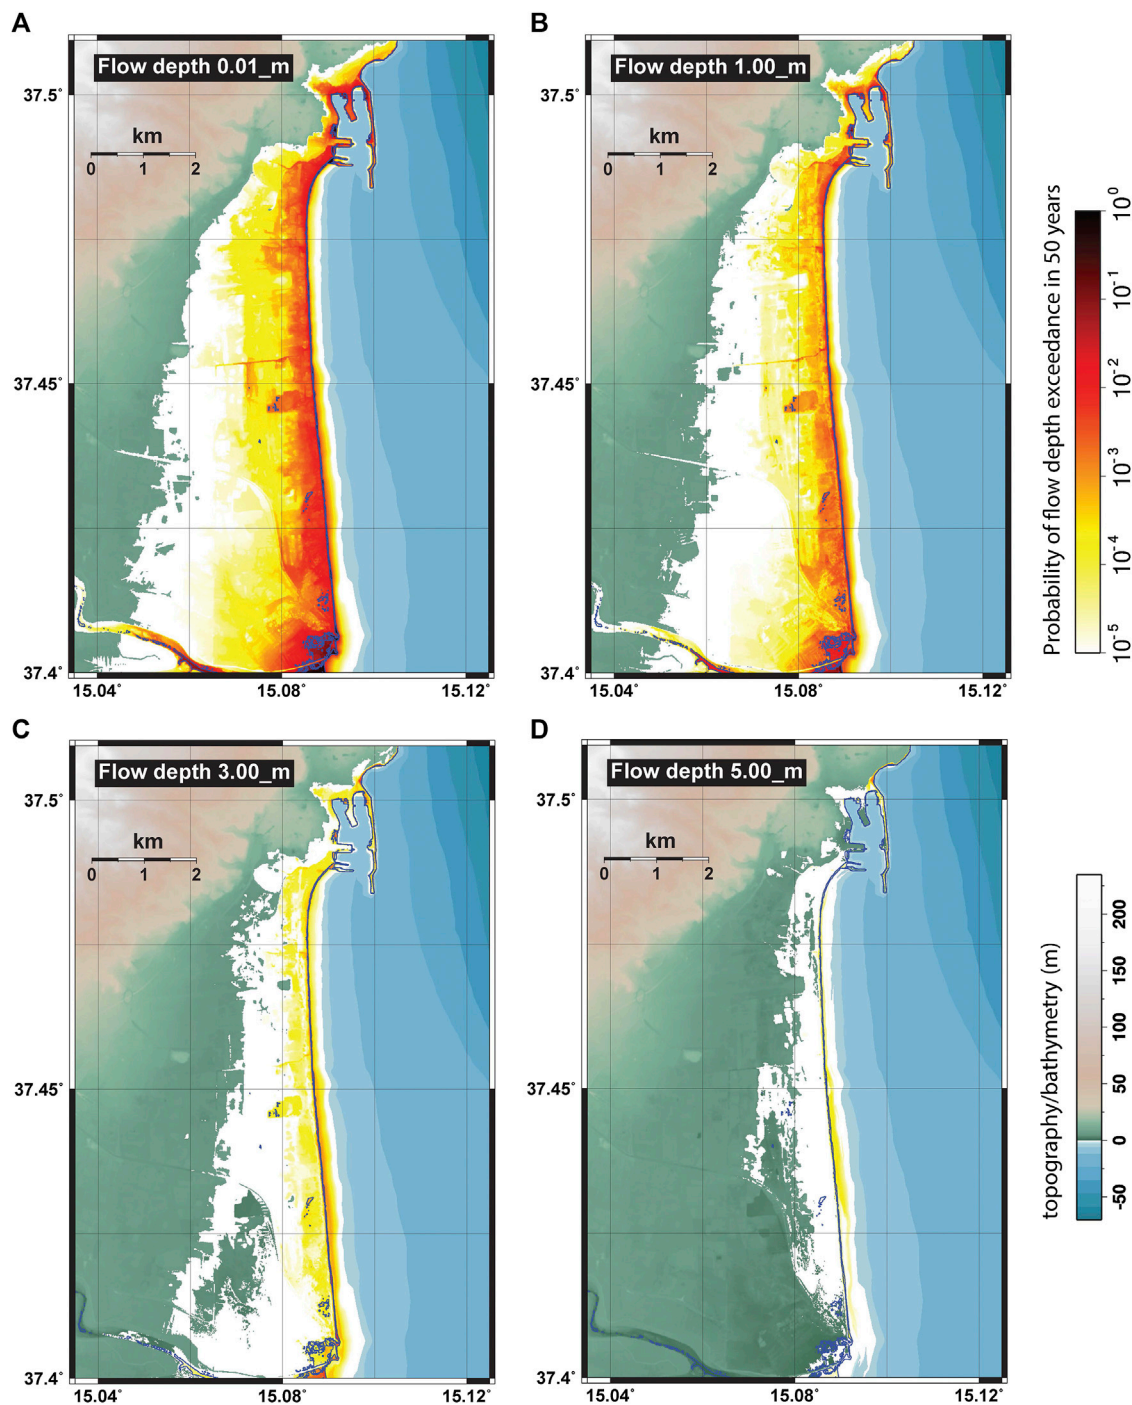 A
B
Flow depth 0.01_m
Flow depth 1.00_m
37.5°
37.5°
km
km
0 1 2
0 1 2
37.45°
37.45°
37.4°
37.4°
15.04° 15.08° 15.12°
15.04° 15.08° 15.12°
Probability of flow depth exceedance in 50 years
10^0
10^-1
10^-2
10^-3
10^-4
10^-5
C
D
Flow depth 3.00_m
Flow depth 5.00_m
37.5°
37.5°
km
km
0 1 2
0 1 2
37.45°
37.45°
37.4°
37.4°
15.04° 15.08° 15.12°
15.04° 15.08° 15.12°
topography/bathymetry (m)
200
150
100
50
0
-50